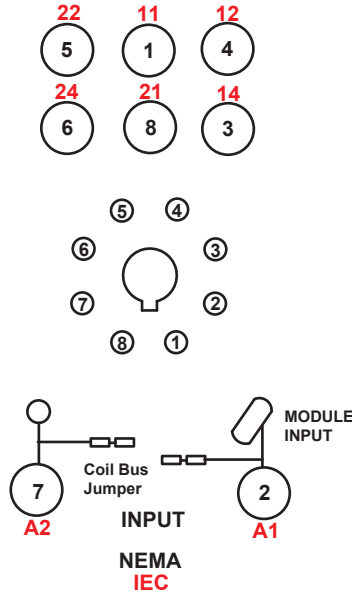 22 11 12
5 1 4
24 21 14
6 8 3
5 4
6 3
7 2
8 1
MODULE
INPUT
Coil Bus
Jumper
7 2
A2 A1
INPUT
NEMA
IEC